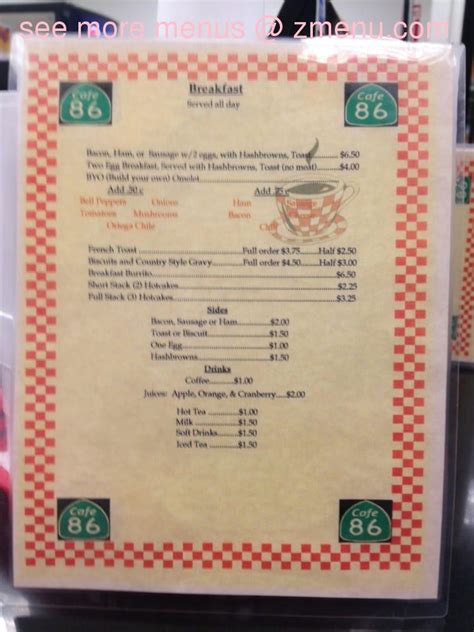 see more menus @ zmenu.com
Cafe 86
Breakfast
Cafe 86
Served all day
Bacon, Ham, or Sausage w/2 eggs, with Hashbrowns, Toast..........$6.50
Two Egg Breakfast, Served with Hashbrowns, Toast (no meat)........$4.00
BYO (Build your own) Omolet
Add .50 c Add .75 c
Bell Peppers Onions Ham Sausage
Tomatoes Mushrooms Bacon
Ortega Chile
French Toast Full order $3.75 Half $2.50
Biscuits and Country Style Gravy Full order $4.50 Half $3.00
Breakfast Burrito $6.50
Short Stack (2) Hotcakes $2.25
Full Stack (3) Hotcakes $3.25
Sides
Bacon, Sausage or Ham $2.00
Toast or Biscuit $1.50
One Egg $1.00
Hashbrowns $1.50
Drinks
Coffee $1.00
Juices: Apple, Orange, & Cranberry $2.00
Hot Tea $1.00
Milk $1.50
Soft Drinks $1.50
Iced Tea $1.50
Cafe 86
Cafe 86